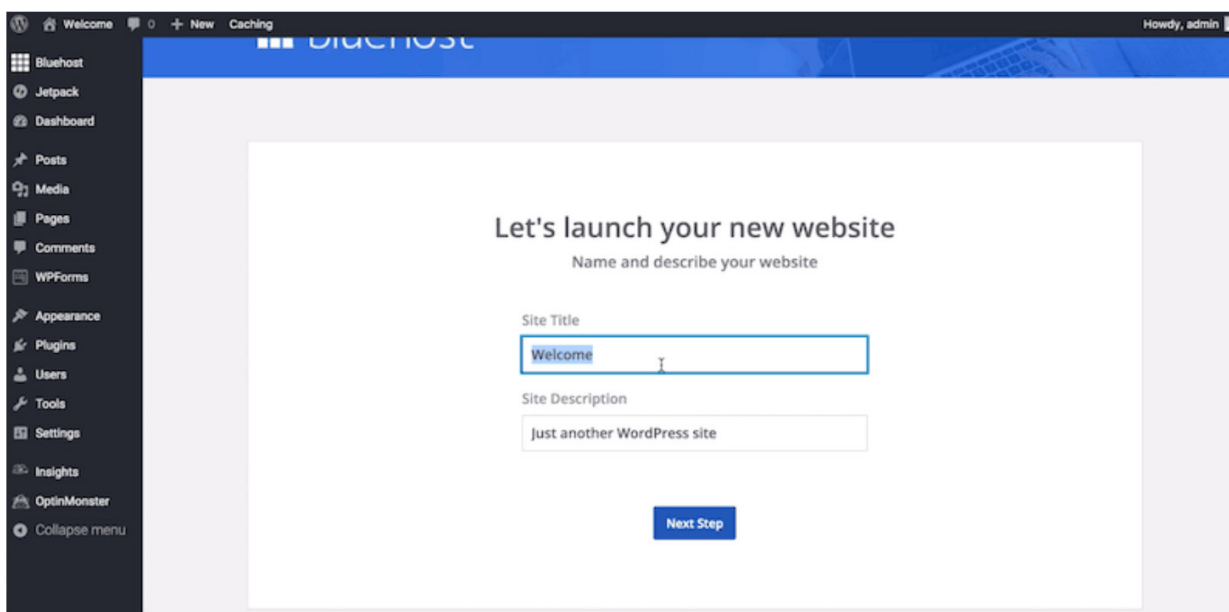 Welcome 0 New Caching Howdy, admin
bluehost
Bluehost
Jetpack
Dashboard
Posts
Media
Pages
Comments
WPForms
Appearance
Plugins
Users
Tools
Settings
Insights
OptinMonster
Collapse menu
Let's launch your new website
Name and describe your website
Site Title
Welcome
Site Description
Just another WordPress site
Next Step